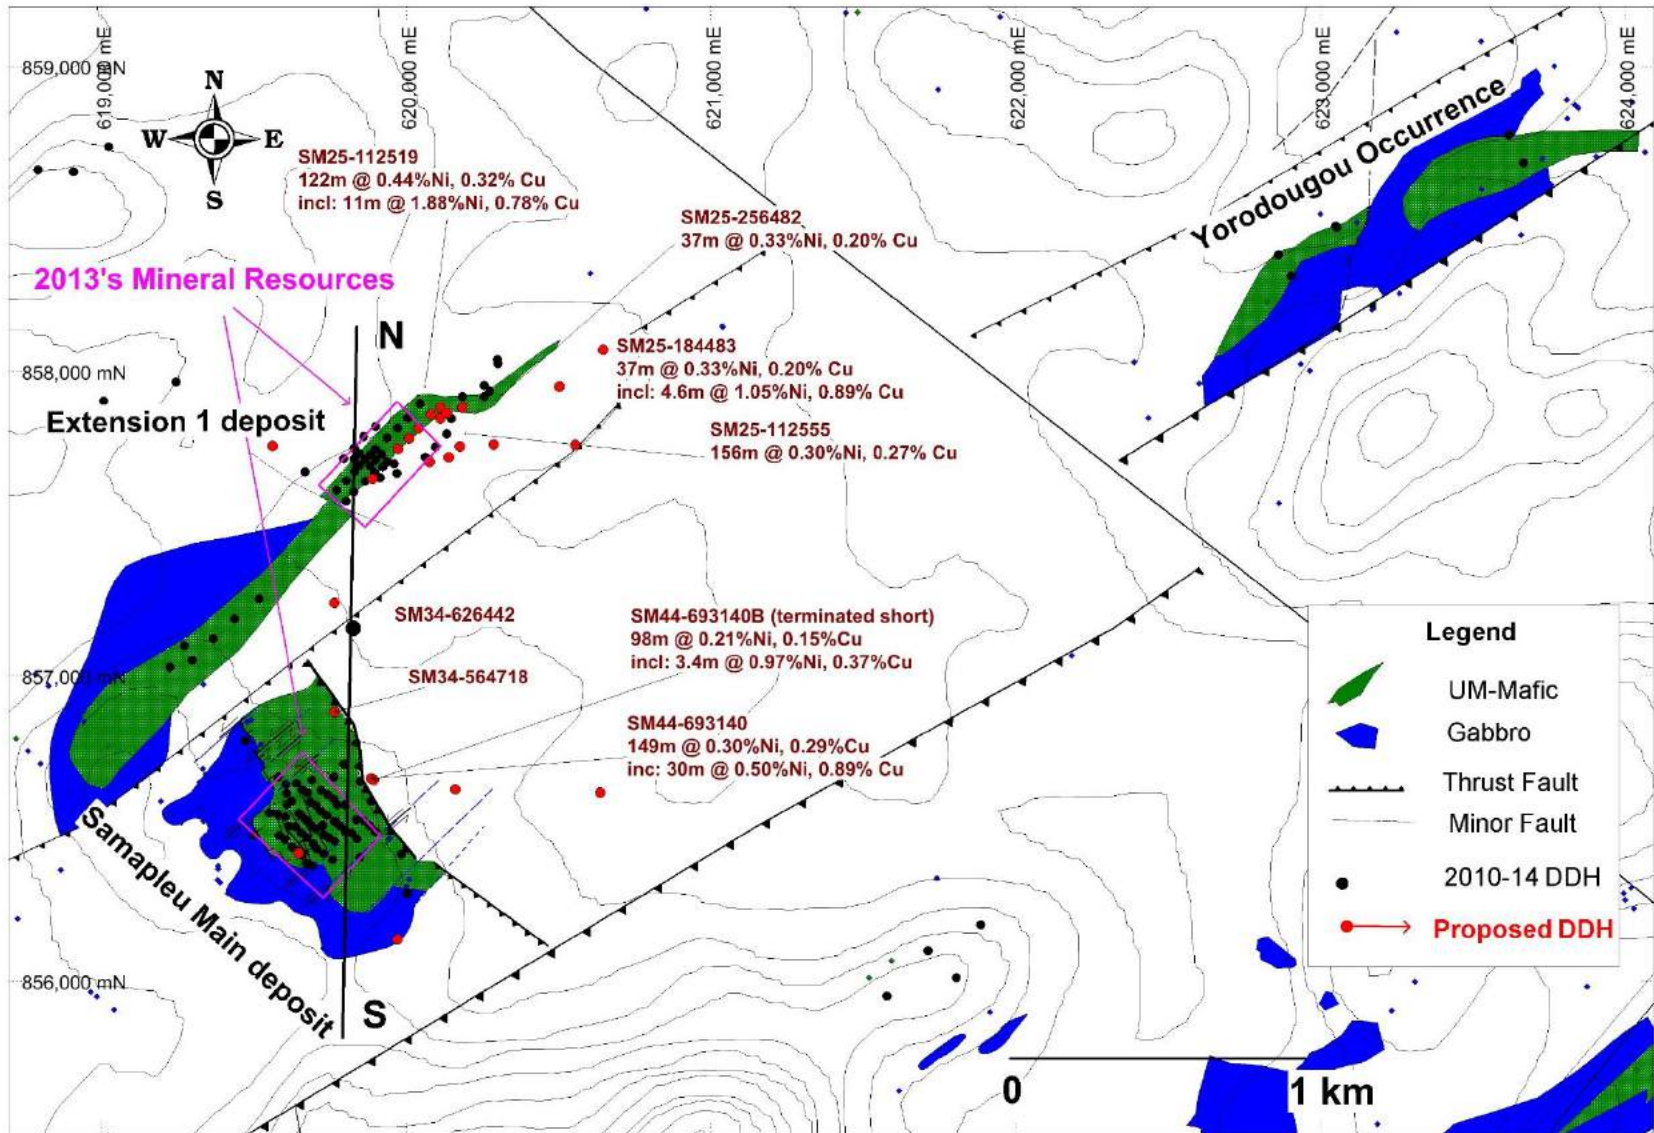 619,000 mE
620,000 mE
621,000 mE
622,000 mE
623,000 mE
624,000 mE
859,000 mN
858,000 mN
857,000 mN
856,000 mN
N
W
E
S
SM25-112519
122m @ 0.44%Ni, 0.32% Cu
incl: 11m @ 1.88%Ni, 0.78% Cu
SM25-256482
37m @ 0.33%Ni, 0.20% Cu
Yorodougou Occurrence
2013's Mineral Resources
N
SM25-184483
37m @ 0.33%Ni, 0.20% Cu
incl: 4.6m @ 1.05%Ni, 0.89% Cu
Extension 1 deposit
SM25-112555
156m @ 0.30%Ni, 0.27% Cu
SM34-626442
SM44-693140B (terminated short)
98m @ 0.21%Ni, 0.15%Cu
incl: 3.4m @ 0.97%Ni, 0.37%Cu
SM34-564718
SM44-693140
149m @ 0.30%Ni, 0.29%Cu
inc: 30m @ 0.50%Ni, 0.89% Cu
Samapleu Main deposit
S
Legend
UM-Mafic
Gabbro
Thrust Fault
Minor Fault
2010-14 DDH
Proposed DDH
0
1 km